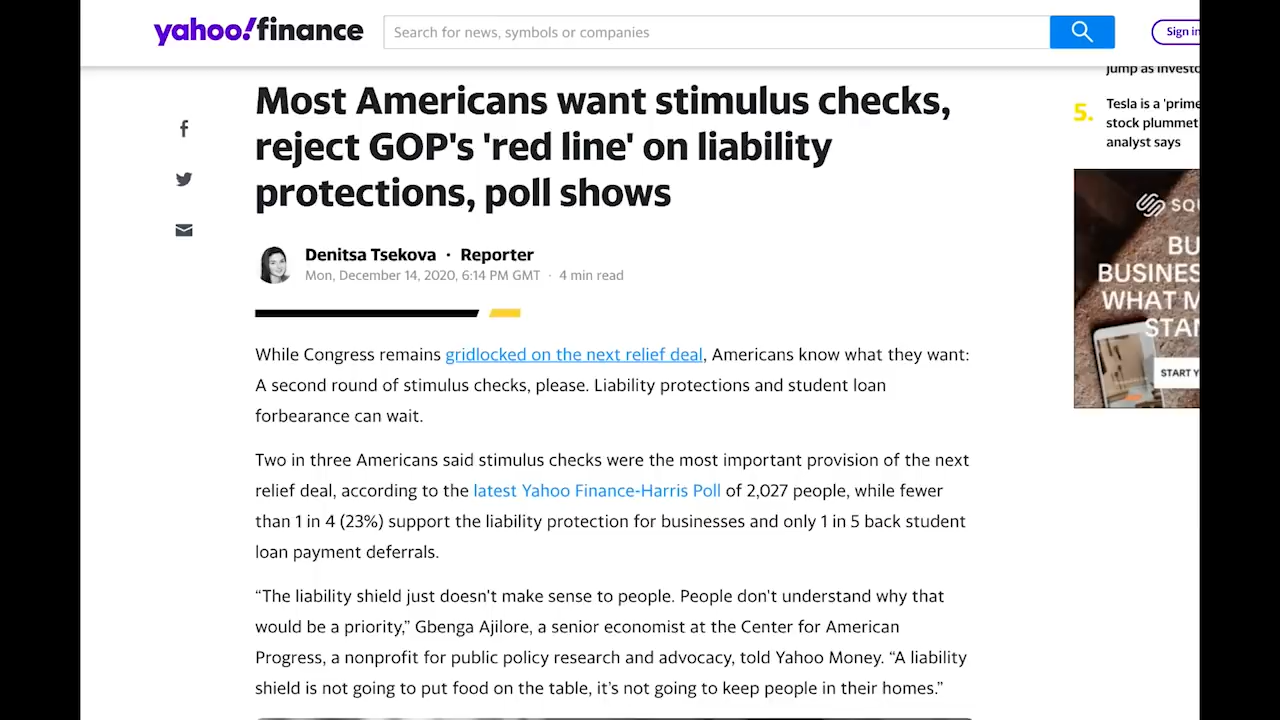 yahoo!finance
Search for news, symbols or companies
Sign in
jump as investo
5.
Tesla is a 'prime
stock plummet
analyst says
Most Americans want stimulus checks,
reject GOP's 'red line' on liability
protections, poll shows
Denitsa Tsekova · Reporter
Mon, December 14, 2020, 6:14 PM GMT · 4 min read
SQU
BU
BUSINES
WHAT M
STAN
START Y
While Congress remains gridlocked on the next relief deal, Americans know what they want:
A second round of stimulus checks, please. Liability protections and student loan
forbearance can wait.
Two in three Americans said stimulus checks were the most important provision of the next
relief deal, according to the latest Yahoo Finance-Harris Poll of 2,027 people, while fewer
than 1 in 4 (23%) support the liability protection for businesses and only 1 in 5 back student
loan payment deferrals.
“The liability shield just doesn't make sense to people. People don't understand why that
would be a priority,” Gbenga Ajilore, a senior economist at the Center for American
Progress, a nonprofit for public policy research and advocacy, told Yahoo Money. “A liability
shield is not going to put food on the table, it’s not going to keep people in their homes.”